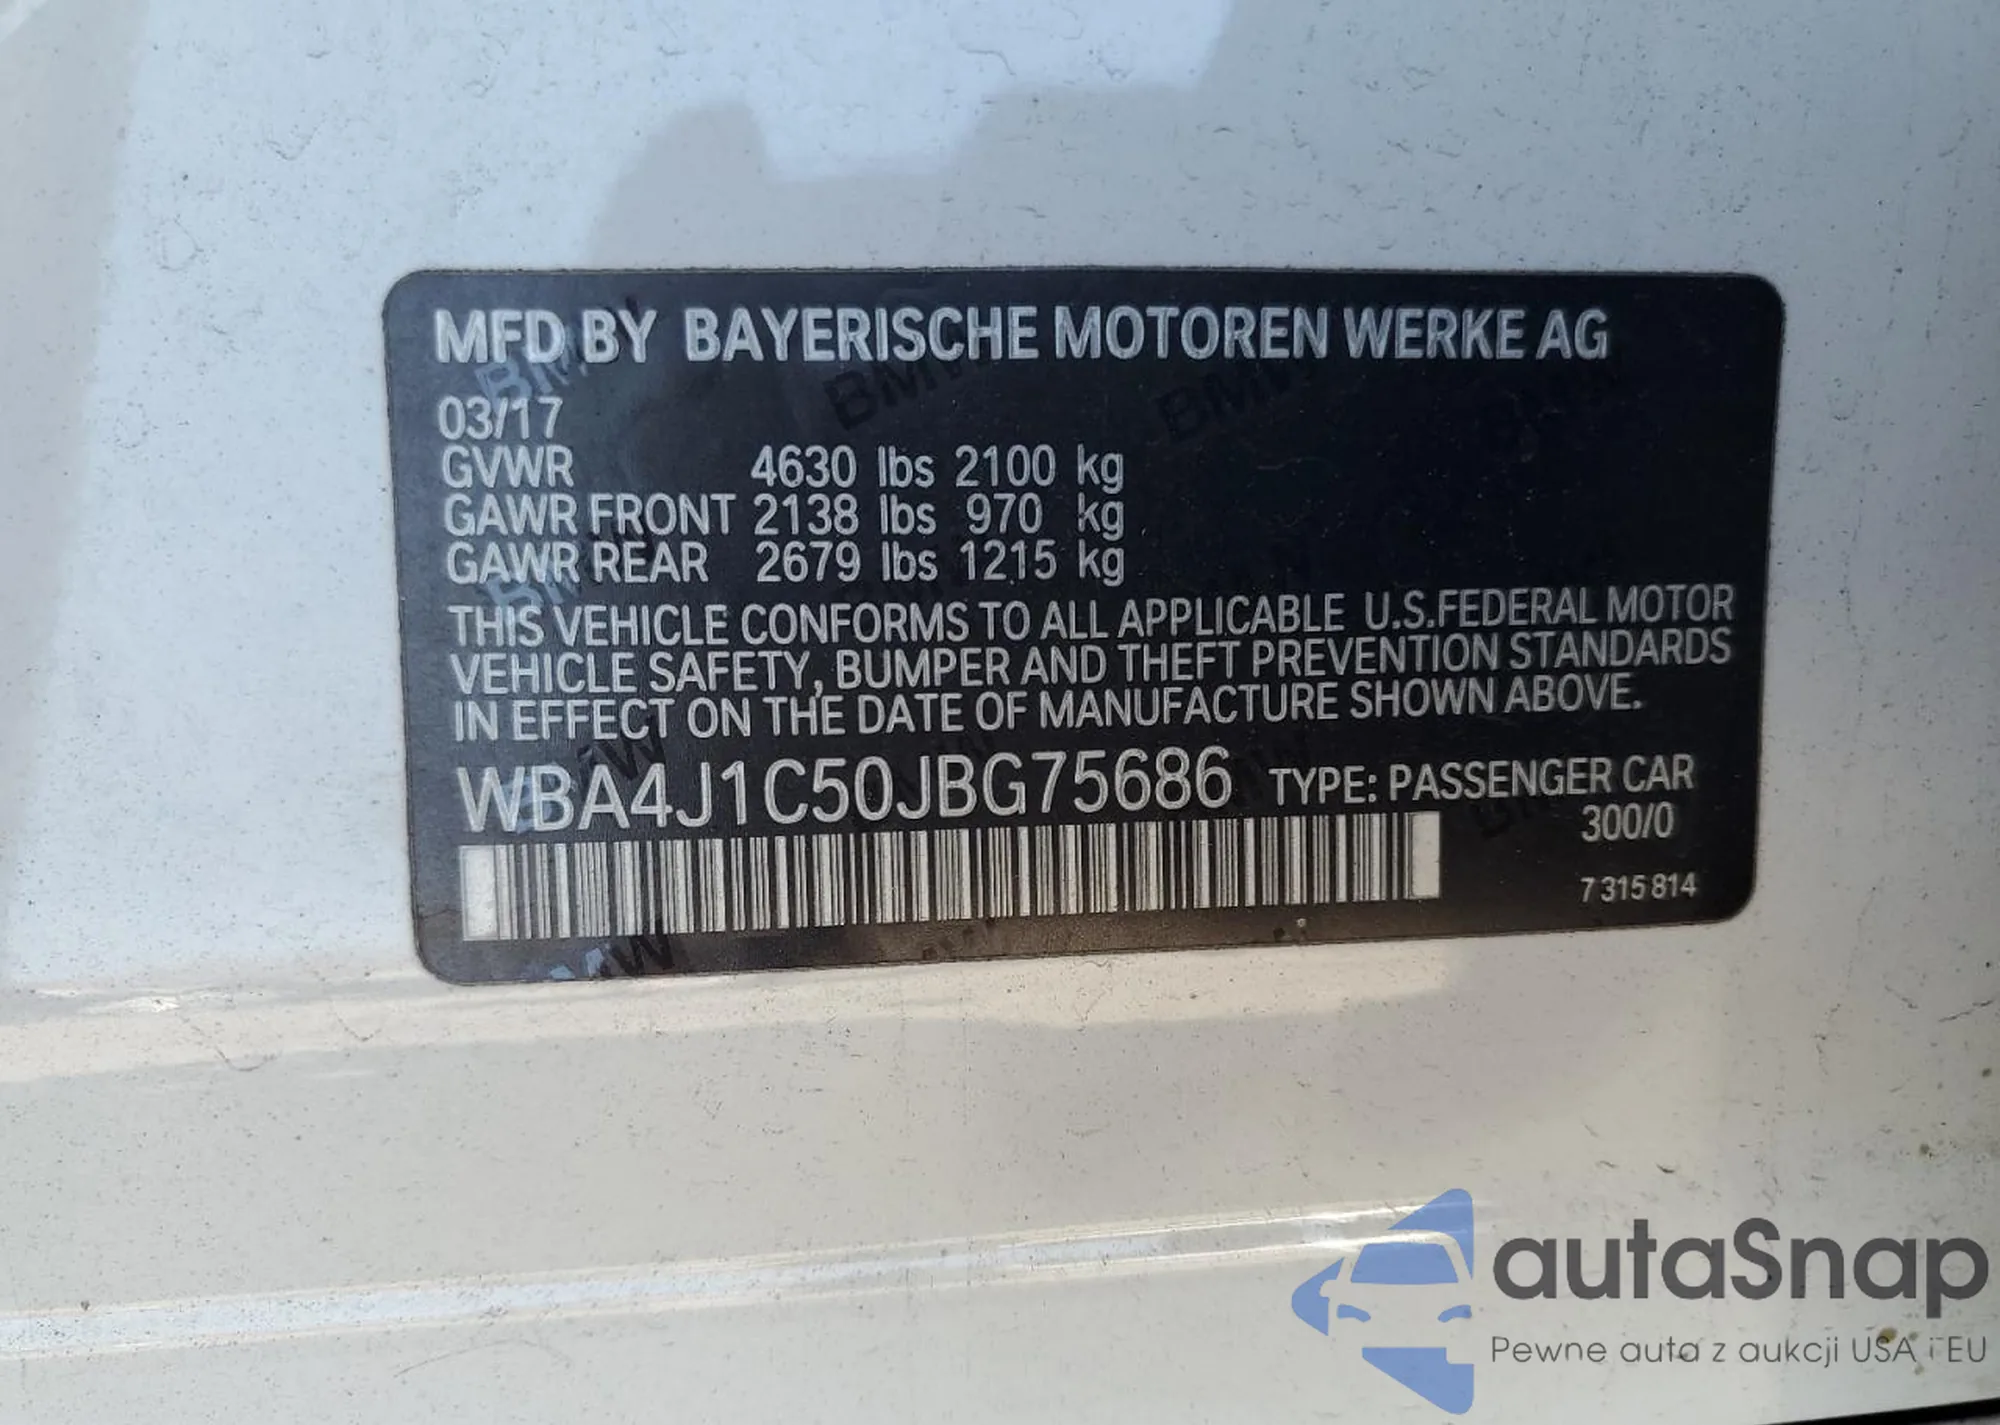 MFD BY BAYERISCHE MOTOREN WERKE AG
03/17
GVWR 4630 lbs 2100 kg
GAWR FRONT 2138 lbs 970 kg
GAWR REAR 2679 lbs 1215 kg
THIS VEHICLE CONFORMS TO ALL APPLICABLE U.S.FEDERAL MOTOR
VEHICLE SAFETY, BUMPER AND THEFT PREVENTION STANDARDS
IN EFFECT ON THE DATE OF MANUFACTURE SHOWN ABOVE.
WBA4J1C50JBG75686 TYPE: PASSENGER CAR
300/0
7 315 814
autaSnap
Pewne auta z aukcji USA i EU